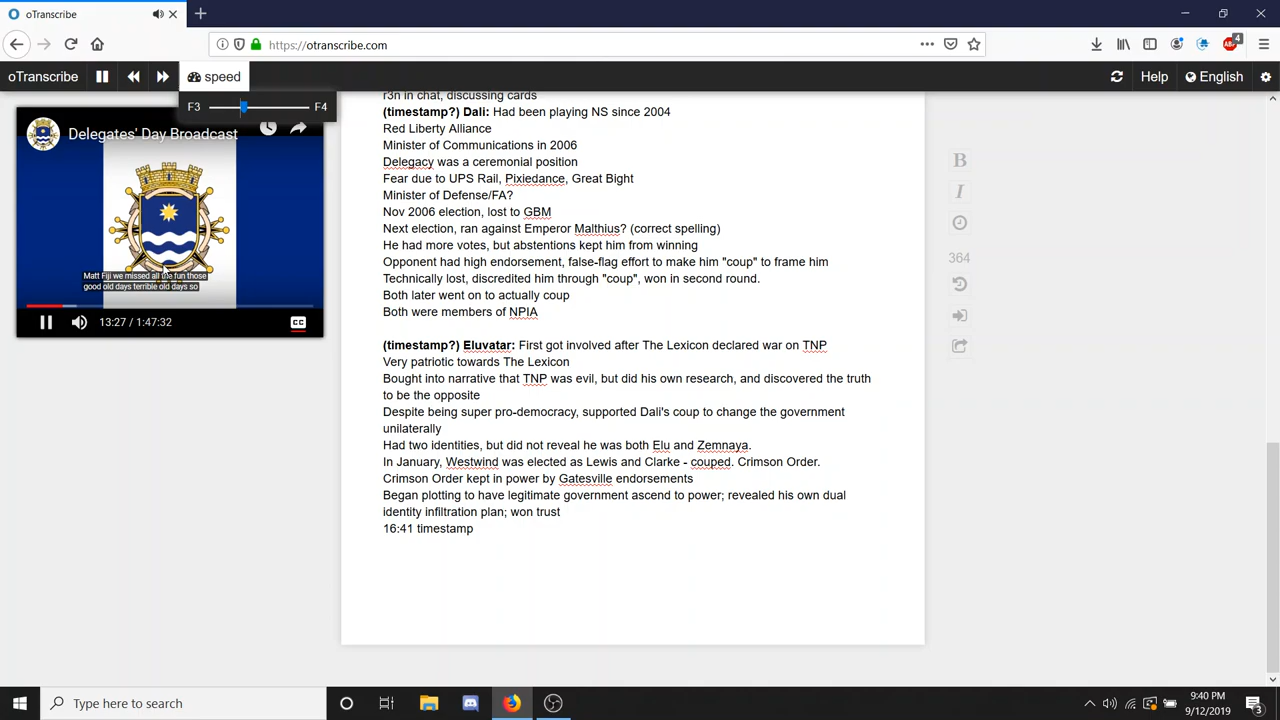 oTranscribe
https://otranscribe.com
4
oTranscribe
speed
Help
English
F3
F4
Delegates' Day Broadcast
Matt Fiji we missed all the fun those
good old days terrible old days so
CC
13:27 / 1:47:32
r3n in chat, discussing cards
(timestamp?) Dali: Had been playing NS since 2004
Red Liberty Alliance
Minister of Communications in 2006
Delegacy was a ceremonial position
Fear due to UPS Rail, Pixiedance, Great Bight
Minister of Defense/FA?
Nov 2006 election, lost to GBM
Next election, ran against Emperor Malthius? (correct spelling)
He had more votes, but abstentions kept him from winning
Opponent had high endorsement, false-flag effort to make him "coup" to frame him
Technically lost, discredited him through "coup", won in second round.
Both later went on to actually coup
Both were members of NPIA
(timestamp?) Eluvatar: First got involved after The Lexicon declared war on TNP
Very patriotic towards The Lexicon
Bought into narrative that TNP was evil, but did his own research, and discovered the truth
to be the opposite
Despite being super pro-democracy, supported Dali's coup to change the government
unilaterally
Had two identities, but did not reveal he was both Elu and Zemnaya.
In January, Westwind was elected as Lewis and Clarke - couped. Crimson Order.
Crimson Order kept in power by Gatesville endorsements
Began plotting to have legitimate government ascend to power; revealed his own dual
identity infiltration plan; won trust
16:41 timestamp
B
I
364
Type here to search
9:40 PM
9/12/2019
3